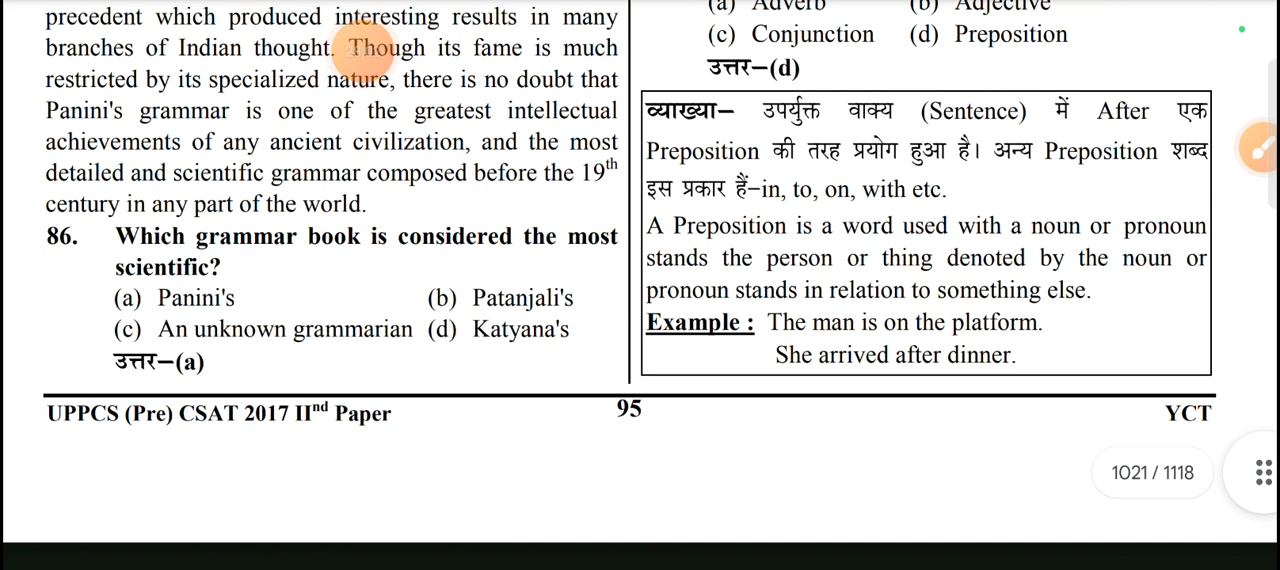 precedent which produced interesting results in many
branches of Indian thought. Though its fame is much
restricted by its specialized nature, there is no doubt that
Panini's grammar is one of the greatest intellectual
achievements of any ancient civilization, and the most
detailed and scientific grammar composed before the 19th
century in any part of the world.
86. Which grammar book is considered the most
scientific?
(a) Panini's (b) Patanjali's
(c) An unknown grammarian (d) Katyana's
उत्तर–(a)
(a) Adverb (b) Adjective
(c) Conjunction (d) Preposition
उत्तर–(d)
व्याख्या– उपर्युक्त वाक्य (Sentence) में After एक
Preposition की तरह प्रयोग हुआ है। अन्य Preposition शब्द
इस प्रकार हैं–in, to, on, with etc.
A Preposition is a word used with a noun or pronoun
stands the person or thing denoted by the noun or
pronoun stands in relation to something else.
Example : The man is on the platform.
She arrived after dinner.
UPPCS (Pre) CSAT 2017 IInd Paper 95 YCT
1021 / 1118